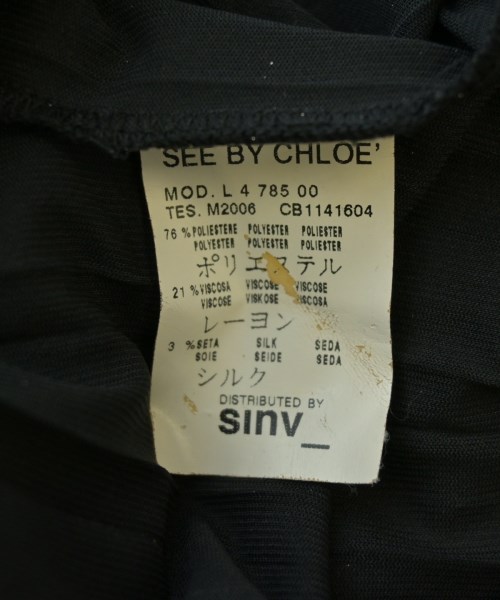 SEE BY CHLOE'
MOD. L 4 785 00
TES. M2006 CB1141604
76 % POLIESTERE POLYESTER POLIESTER
POLYESTER POLYESTER POLIESTER
ポリエステル
21 % VISCOSA VISCOSE VISCOSE
VISCOSE VISKOSE VISCOSA
レーヨン
3 % SETA SILK SEDA
SOIE SEIDE SEDA
シルク
DISTRIBUTED BY
sinv_